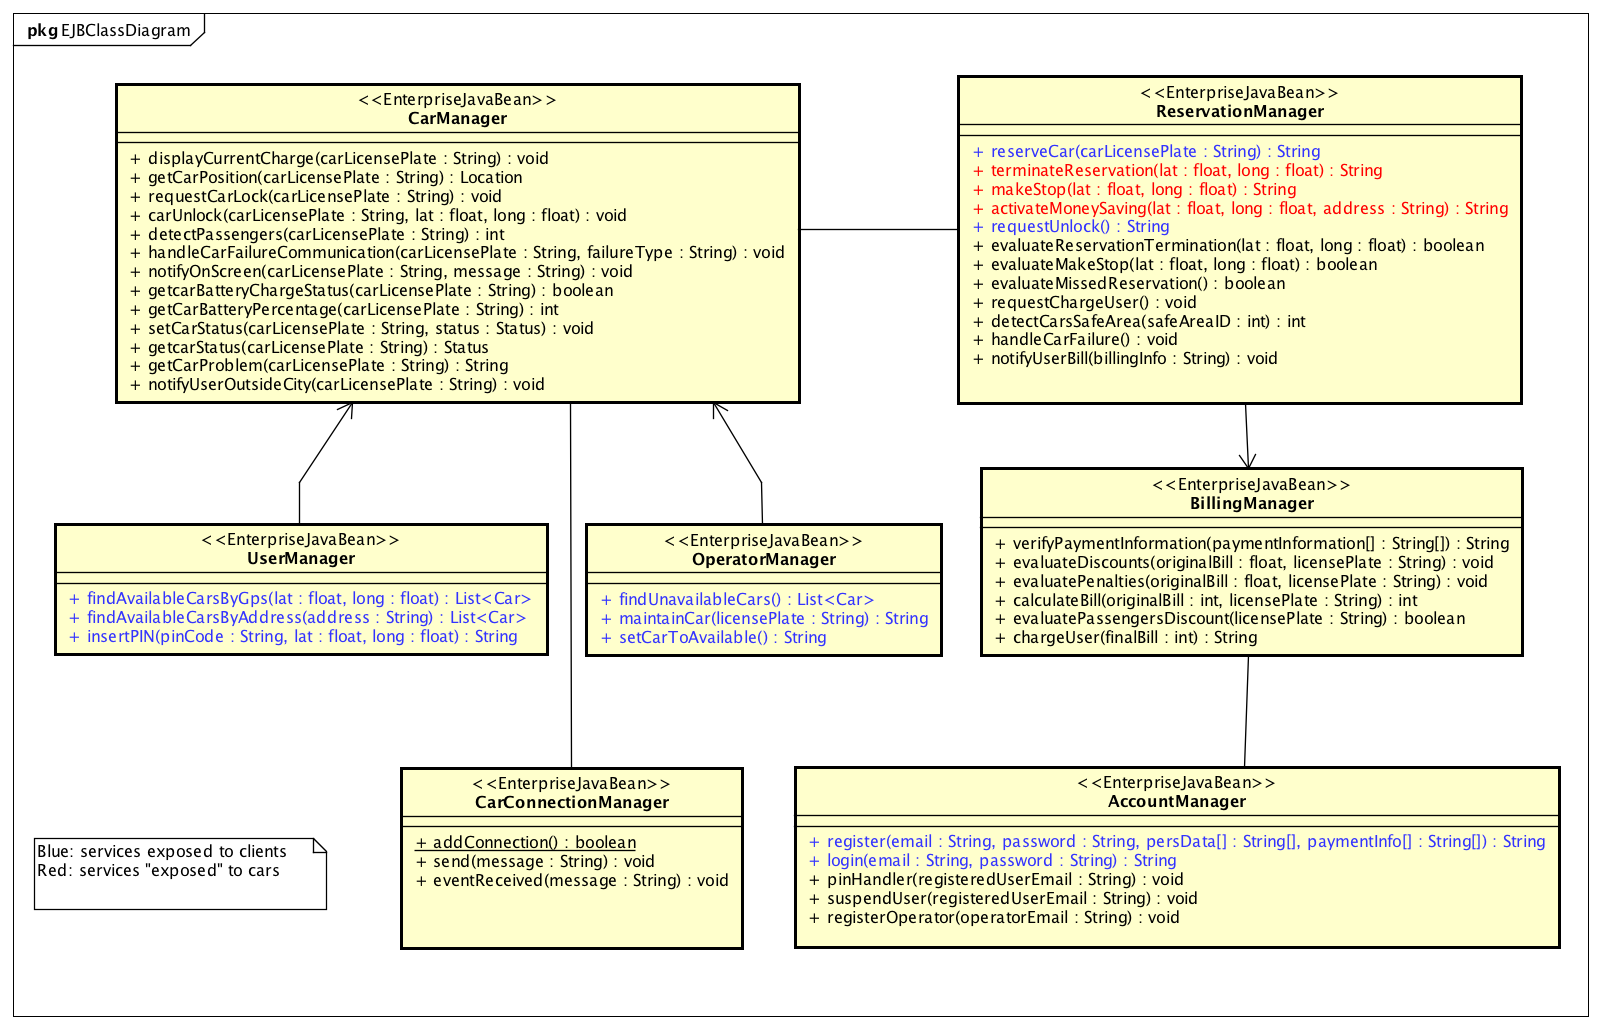 pkg EJBClassDiagram
<<EnterpriseJavaBean>>
CarManager
+ displayCurrentCharge(carLicensePlate : String) : void
+ getCarPosition(carLicensePlate : String) : Location
+ requestCarLock(carLicensePlate : String) : void
+ carUnlock(carLicensePlate : String, lat : float, long : float) : void
+ detectPassengers(carLicensePlate : String) : int
+ handleCarFailureCommunication(carLicensePlate : String, failureType : String) : void
+ notifyOnScreen(carLicensePlate : String, message : String) : void
+ getcarBatteryChargeStatus(carLicensePlate : String) : boolean
+ getCarBatteryPercentage(carLicensePlate : String) : int
+ setCarStatus(carLicensePlate : String, status : Status) : void
+ getcarStatus(carLicensePlate : String) : Status
+ getCarProblem(carLicensePlate : String) : String
+ notifyUserOutsideCity(carLicensePlate : String) : void
<<EnterpriseJavaBean>>
ReservationManager
+ reserveCar(carLicensePlate : String) : String
+ terminateReservation(lat : float, long : float) : String
+ makeStop(lat : float, long : float) : String
+ activateMoneySaving(lat : float, long : float, address : String) : String
+ requestUnlock() : String
+ evaluateReservationTermination(lat : float, long : float) : boolean
+ evaluateMakeStop(lat : float, long : float) : boolean
+ evaluateMissedReservation() : boolean
+ requestChargeUser() : void
+ detectCarsSafeArea(safeAreaID : int) : int
+ handleCarFailure() : void
+ notifyUserBill(billingInfo : String) : void
<<EnterpriseJavaBean>>
UserManager
+ findAvailableCarsByGps(lat : float, long : float) : List<Car>
+ findAvailableCarsByAddress(address : String) : List<Car>
+ insertPIN(pinCode : String, lat : float, long : float) : String
<<EnterpriseJavaBean>>
OperatorManager
+ findUnavailableCars() : List<Car>
+ maintainCar(licensePlate : String) : String
+ setCarToAvailable() : String
<<EnterpriseJavaBean>>
BillingManager
+ verifyPaymentInformation(paymentInformation[] : String[]) : String
+ evaluateDiscounts(originalBill : float, licensePlate : String) : void
+ evaluatePenalties(originalBill : float, licensePlate : String) : void
+ calculateBill(originalBill : int, licensePlate : String) : int
+ evaluatePassengersDiscount(licensePlate : String) : boolean
+ chargeUser(finalBill : int) : String
<<EnterpriseJavaBean>>
CarConnectionManager
+ addConnection() : boolean
+ send(message : String) : void
+ eventReceived(message : String) : void
<<EnterpriseJavaBean>>
AccountManager
+ register(email : String, password : String, persData[] : String[], paymentInfo[] : String[]) : String
+ login(email : String, password : String) : String
+ pinHandler(registeredUserEmail : String) : void
+ suspendUser(registeredUserEmail : String) : void
+ registerOperator(operatorEmail : String) : void
Blue: services exposed to clients
Red: services "exposed" to cars